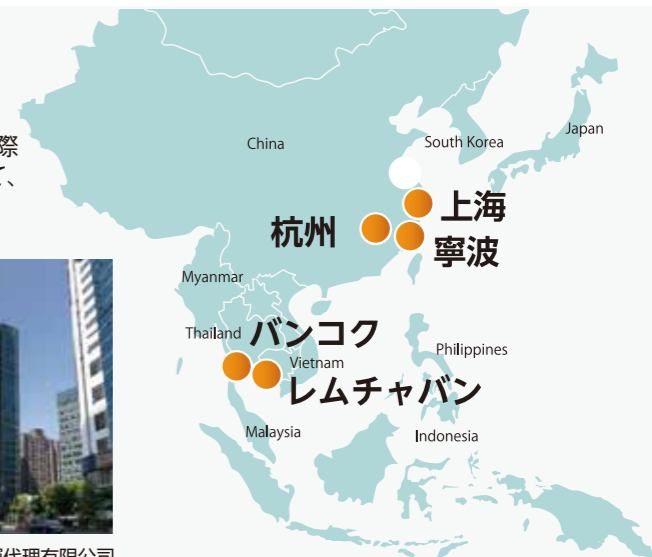 際
て、
China
South Korea
Japan
上海
杭州
寧波
Myanmar
Thailand
バンコク
Vietnam
Philippines
レムチャバン
Malaysia
Indonesia
代理有限公司